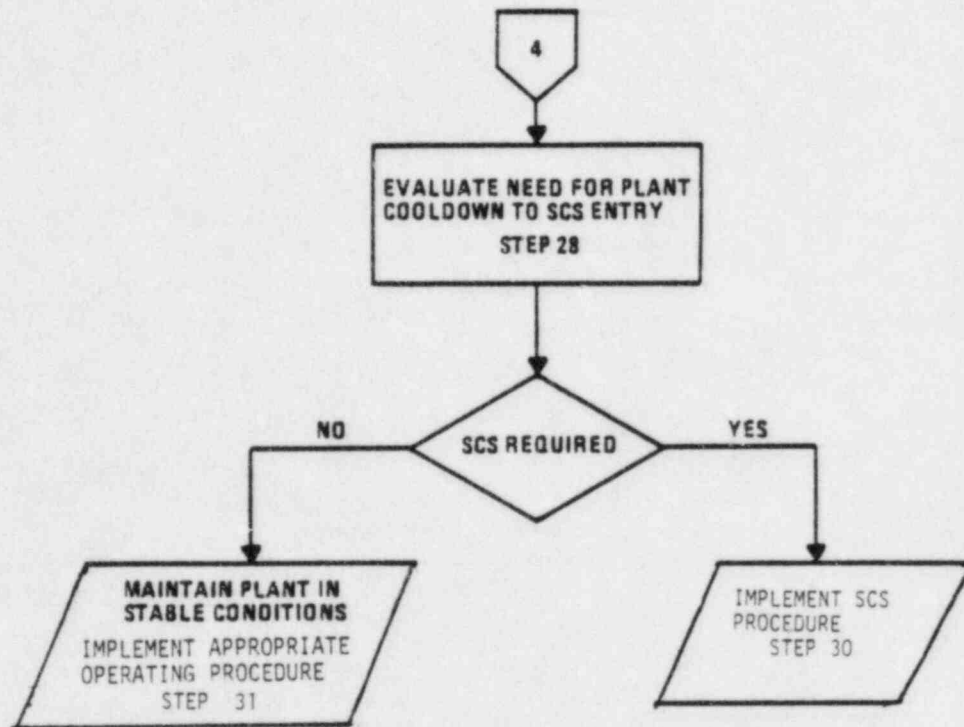 4
EVALUATE NEED FOR PLANT
COOLDOWN TO SCS ENTRY
STEP 28
NO
SCS REQUIRED
YES
MAINTAIN PLANT IN
STABLE CONDITIONS
IMPLEMENT APPROPRIATE
OPERATING PROCEDURE
STEP 31
IMPLEMENT SCS
PROCEDURE
STEP 30